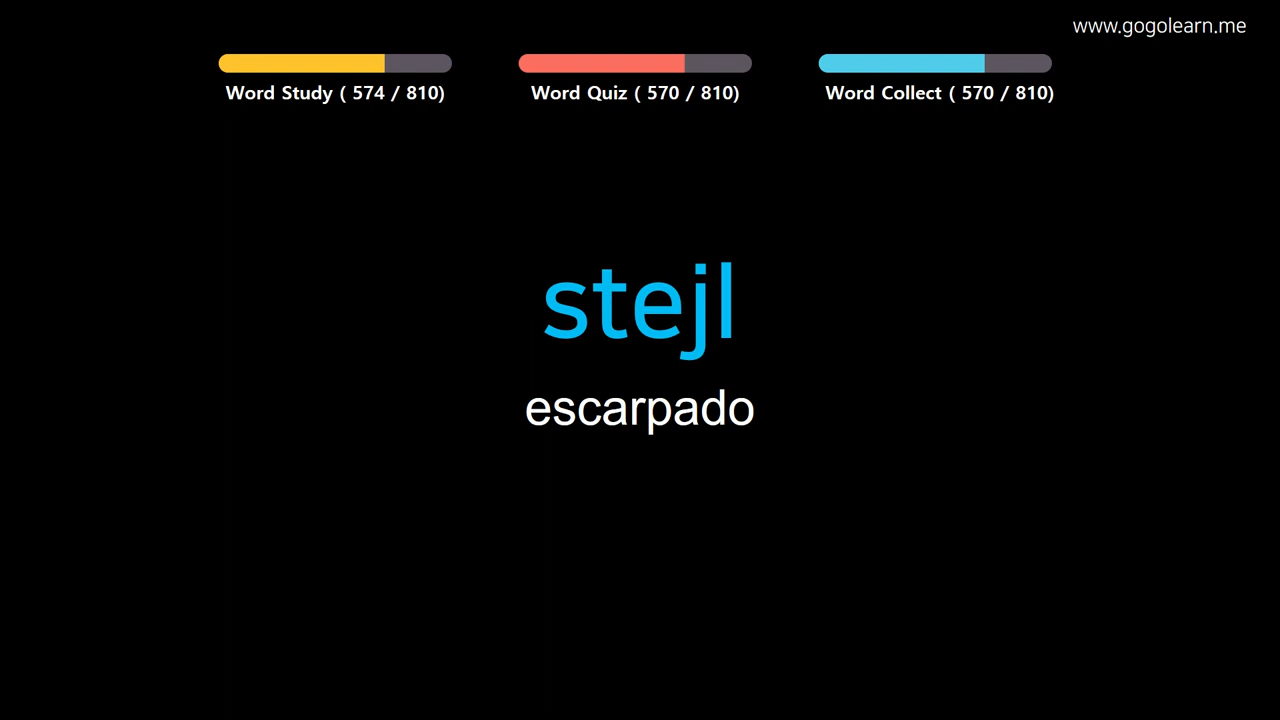 www.gogolearn.me
Word Study ( 574 / 810)
Word Quiz ( 570 / 810)
Word Collect ( 570 / 810)
stejl
escarpado